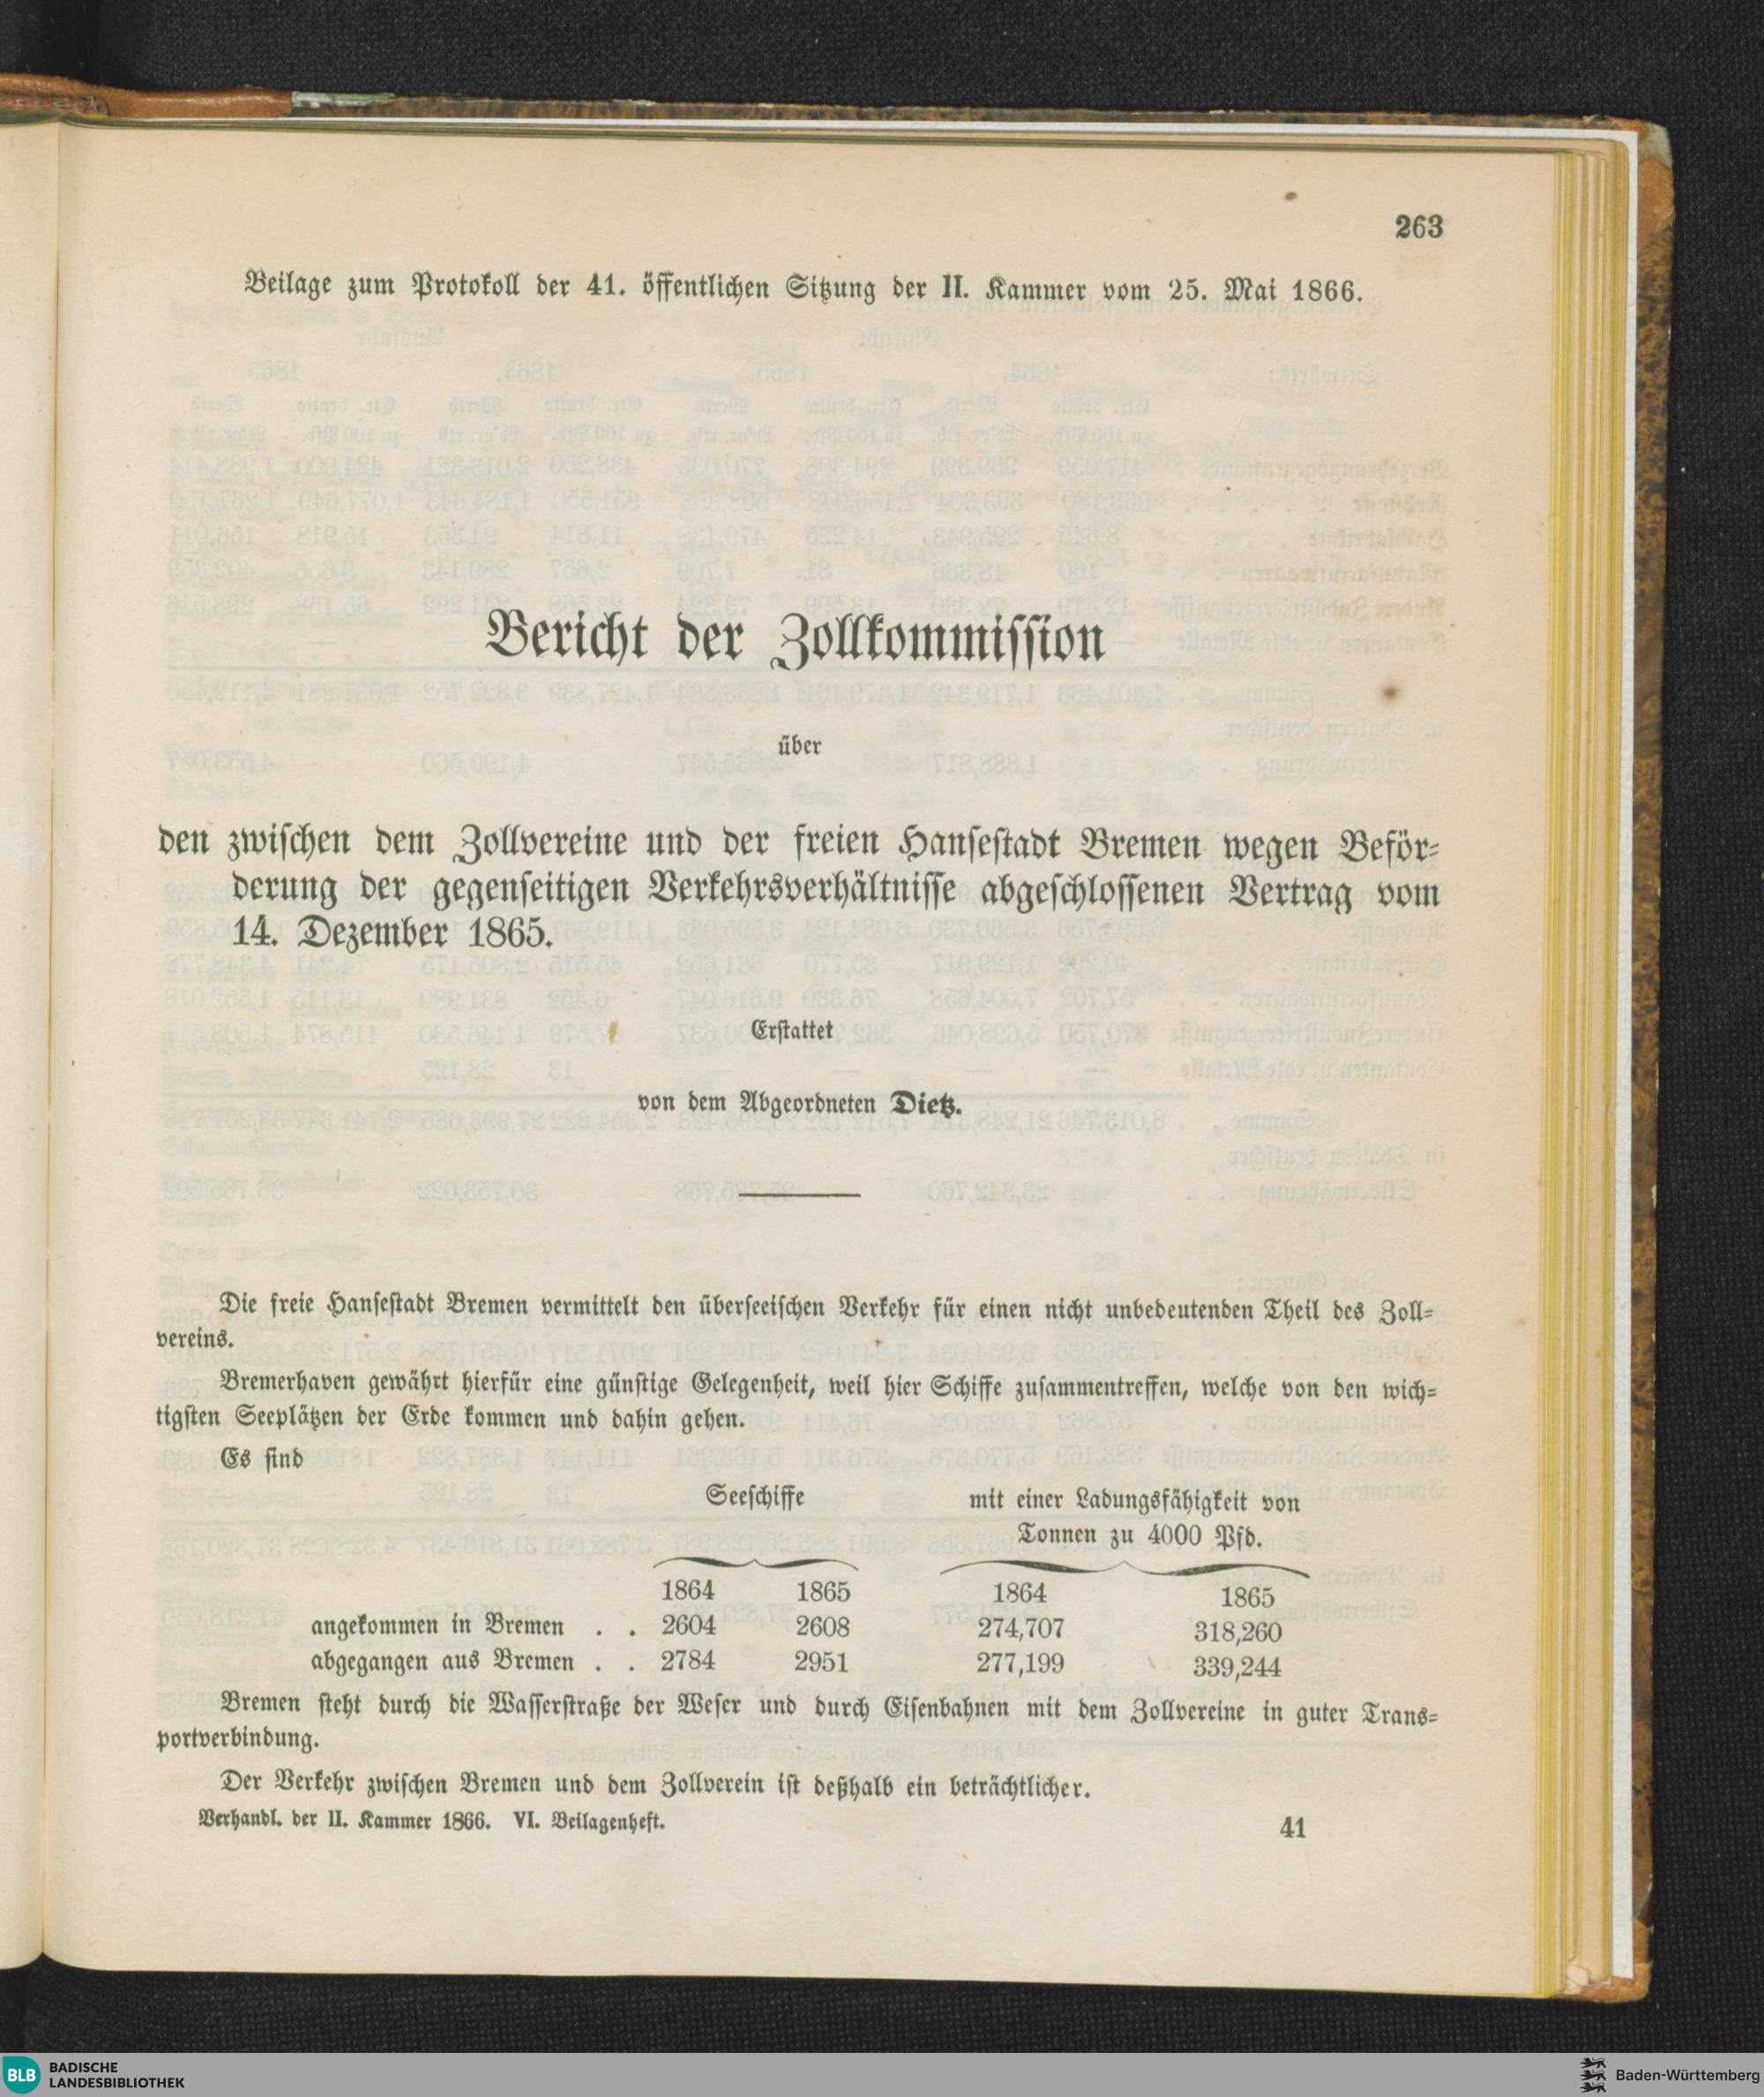 263
Beilage zum Protokoll der 41. öffentlichen Sitzung der II. Kammer vom 25. Mai 1866.
Bericht der Zollkommission
über
den zwischen dem Zollvereine und der freien Hansestadt Bremen wegen Beför-
derung der gegenseitigen Verkehrsverhältnisse abgeschlossenen Vertrag vom
14. Dezember 1865.
Erstattet
von dem Abgeordneten Dietz.
Die freie Hansestadt Bremen vermittelt den überseeischen Verkehr für einen nicht unbedeutenden Theil des Zoll-
vereins.
Bremerhaven gewährt hierfür eine günstige Gelegenheit, weil hier Schiffe zusammentreffen, welche von den wich-
tigsten Seeplätzen der Erde kommen und dahin gehen.
Es sind
Seeschiffe mit einer Ladungsfähigkeit von
Tonnen zu 4000 Pfd.
1864 1865 1864 1865
angekommen in Bremen . . 2604 2608 274,707 318,260
abgegangen aus Bremen . . 2784 2951 277,199 339,244
Bremen steht durch die Wasserstraße der Weser und durch Eisenbahnen mit dem Zollvereine in guter Trans-
portverbindung.
Der Verkehr zwischen Bremen und dem Zollverein ist deßhalb ein beträchtlicher.
Verhandl. der II. Kammer 1866. VI. Beilagenheft. 41
BLB BADISCHE
LANDESBIBLIOTHEK
Baden-Württemberg